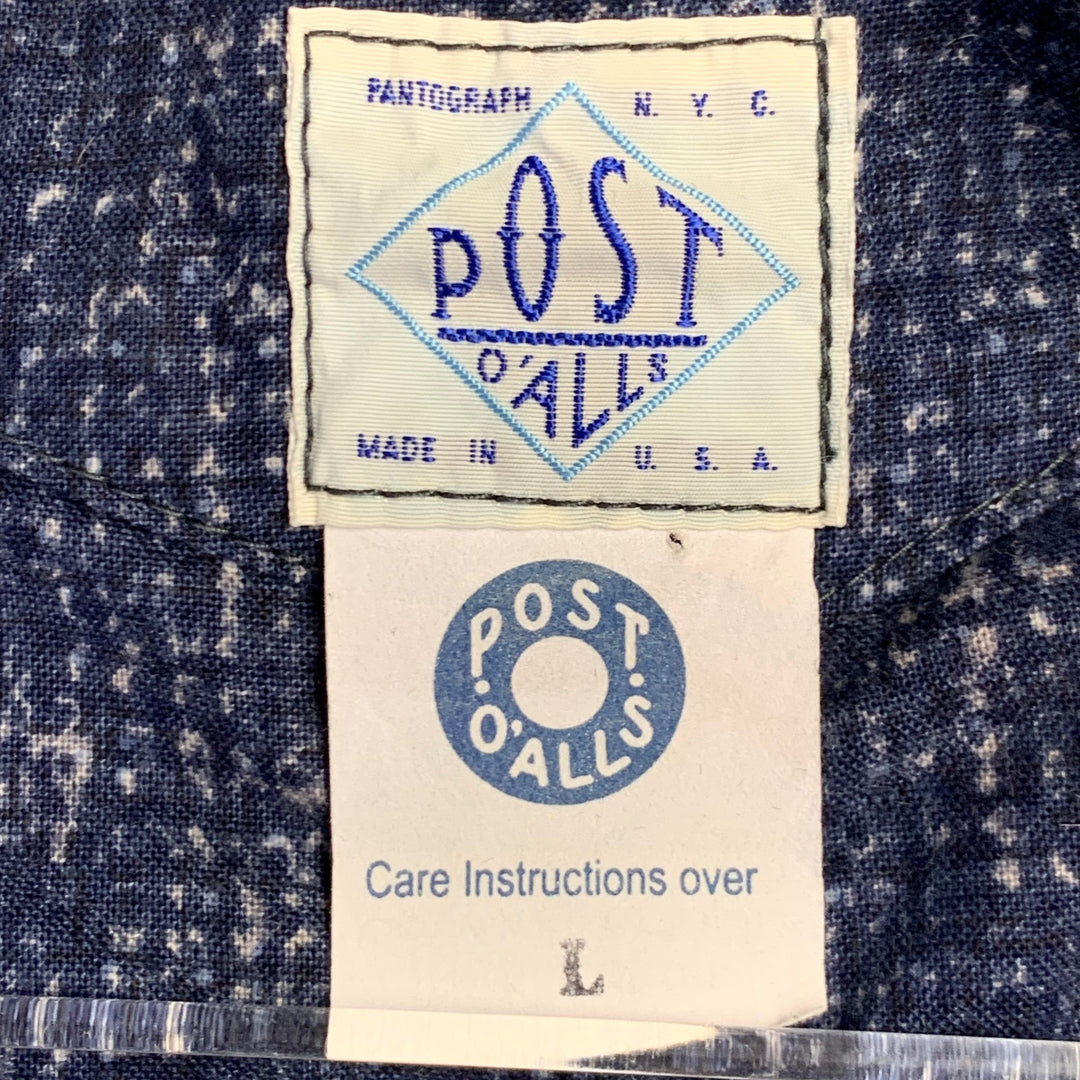 PANTOGRAPH N. Y. C.
POST
O'ALLS
MADE IN U. S. A.
POST
O'ALLS
Care Instructions over
L